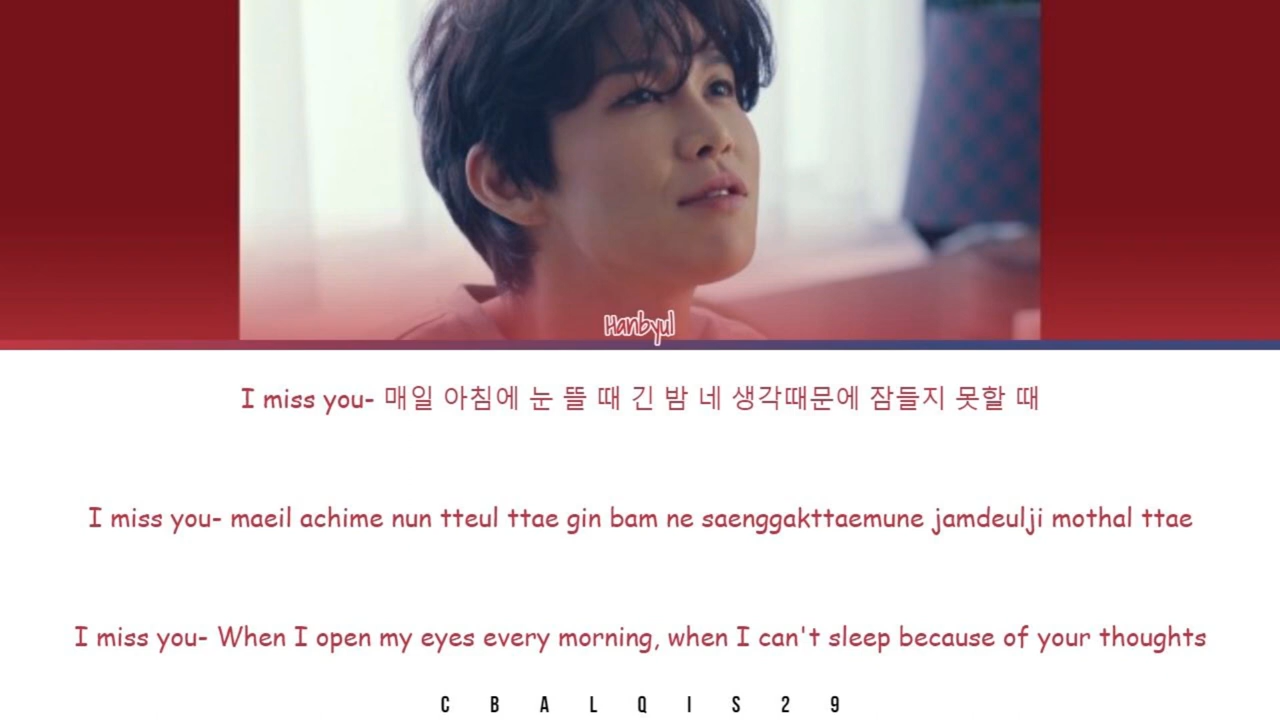 Hanbyul
I miss you- 매일 아침에 눈 뜰 때 긴 밤 네 생각때문에 잠들지 못할 때
I miss you- maeil achime nun tteul ttae gin bam ne saenggakttaemune jamdeulji mothal ttae
I miss you- When I open my eyes every morning, when I can't sleep because of your thoughts
CBALQIS29